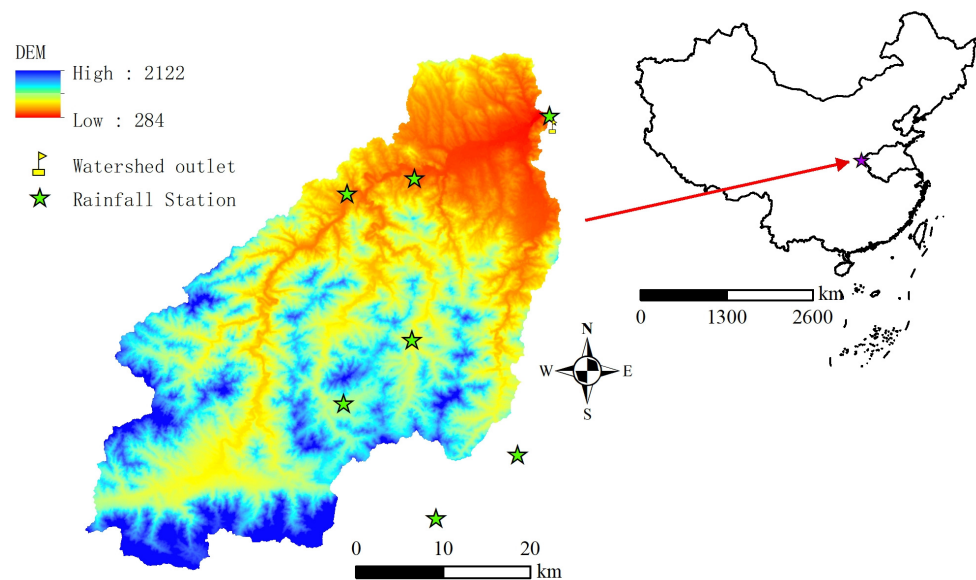 DEM
High : 2122
Low : 284
Watershed outlet
Rainfall Station
N
W
E
S
0
10
20
km
km
0
1300
2600